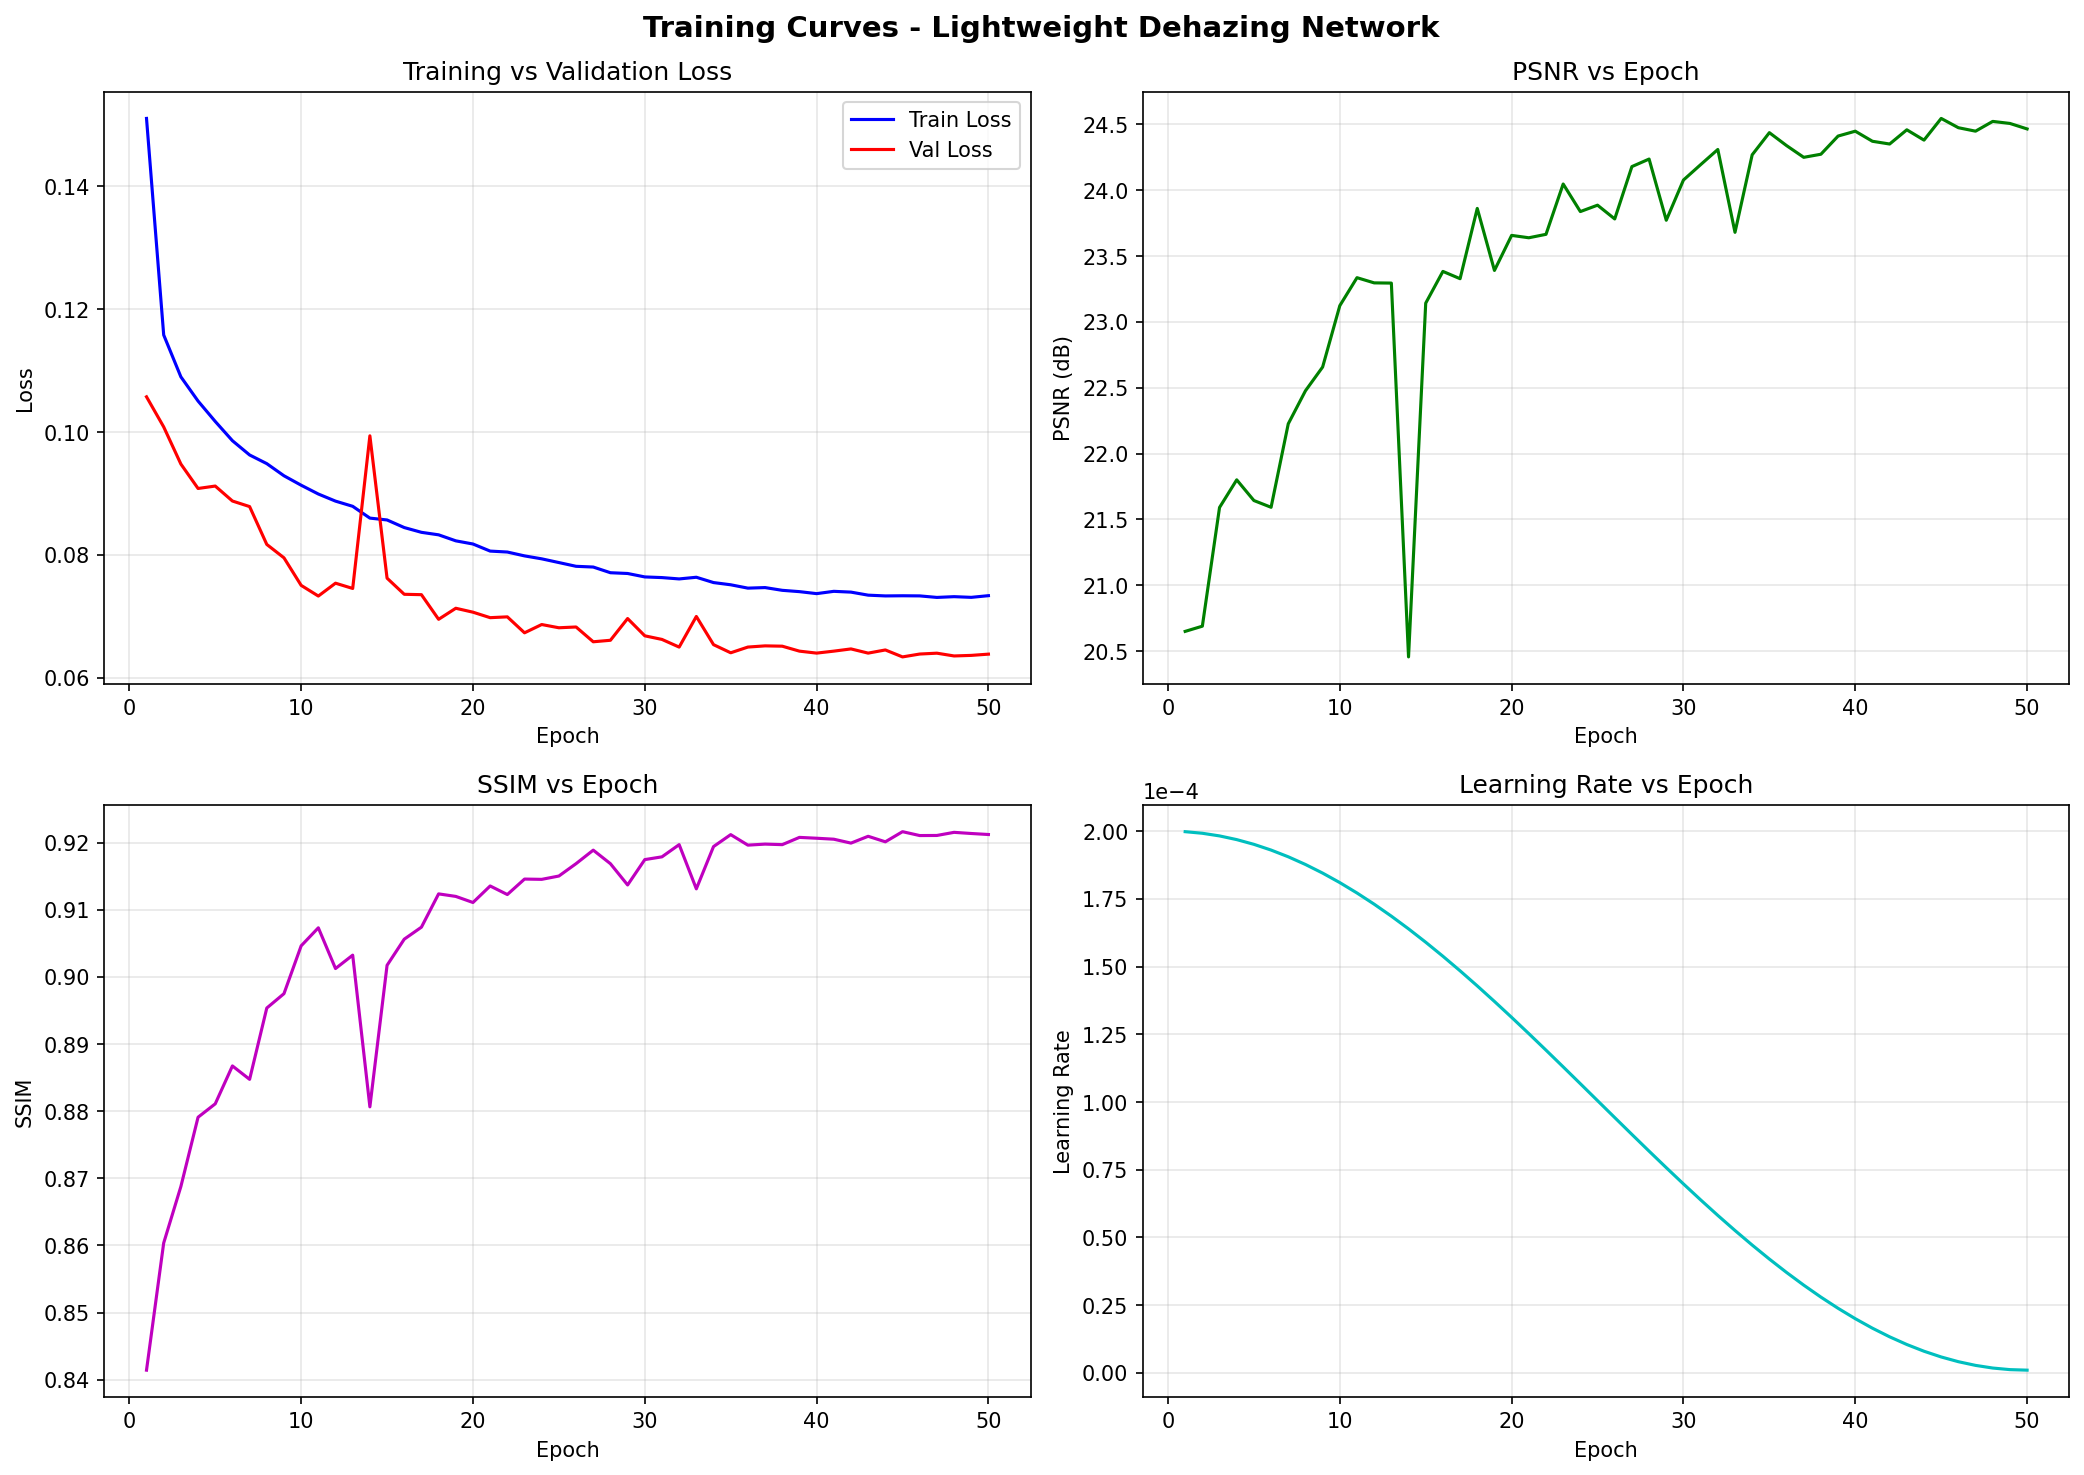 Training Curves - Lightweight Dehazing Network
Training vs Validation Loss
Train Loss
Val Loss
0.14
0.12
0.10
0.08
0.06
Loss
0 10 20 30 40 50
Epoch
PSNR vs Epoch
24.5
24.0
23.5
23.0
22.5
22.0
21.5
21.0
20.5
PSNR (dB)
0 10 20 30 40 50
Epoch
SSIM vs Epoch
0.92
0.91
0.90
0.89
0.88
0.87
0.86
0.85
0.84
SSIM
0 10 20 30 40 50
Epoch
Learning Rate vs Epoch
1e−4
2.00
1.75
1.50
1.25
1.00
0.75
0.50
0.25
0.00
Learning Rate
0 10 20 30 40 50
Epoch